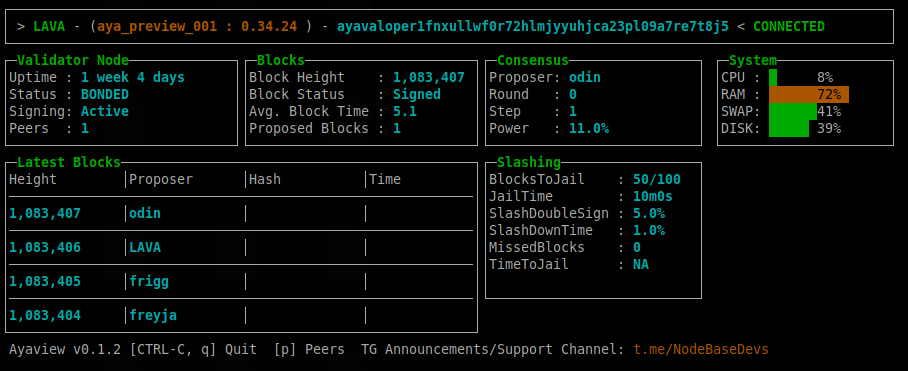 > LAVA - (aya_preview_001 : 0.34.24 ) - ayavaloper1fnxullwf0r72hlmjyyuhjca23pl09a7re7t8j5 < CONNECTED
Validator Node
Uptime : 1 week 4 days
Status : BONDED
Signing: Active
Peers : 1
Blocks
Block Height : 1,083,407
Block Status : Signed
Avg. Block Time : 5.1
Proposed Blocks : 1
Consensus
Proposer: odin
Round : 0
Step : 1
Power : 11.0%
System
CPU : 8%
RAM : 72%
SWAP: 41%
DISK: 39%
Latest Blocks
Height Proposer Hash Time
1,083,407 odin
1,083,406 LAVA
1,083,405 frigg
1,083,404 freyja
Slashing
BlocksToJail : 50/100
JailTime : 10m0s
SlashDoubleSign : 5.0%
SlashDownTime : 1.0%
MissedBlocks : 0
TimeToJail : NA
Ayaview v0.1.2 [CTRL-C, q] Quit [p] Peers TG Announcements/Support Channel: t.me/NodeBaseDevs